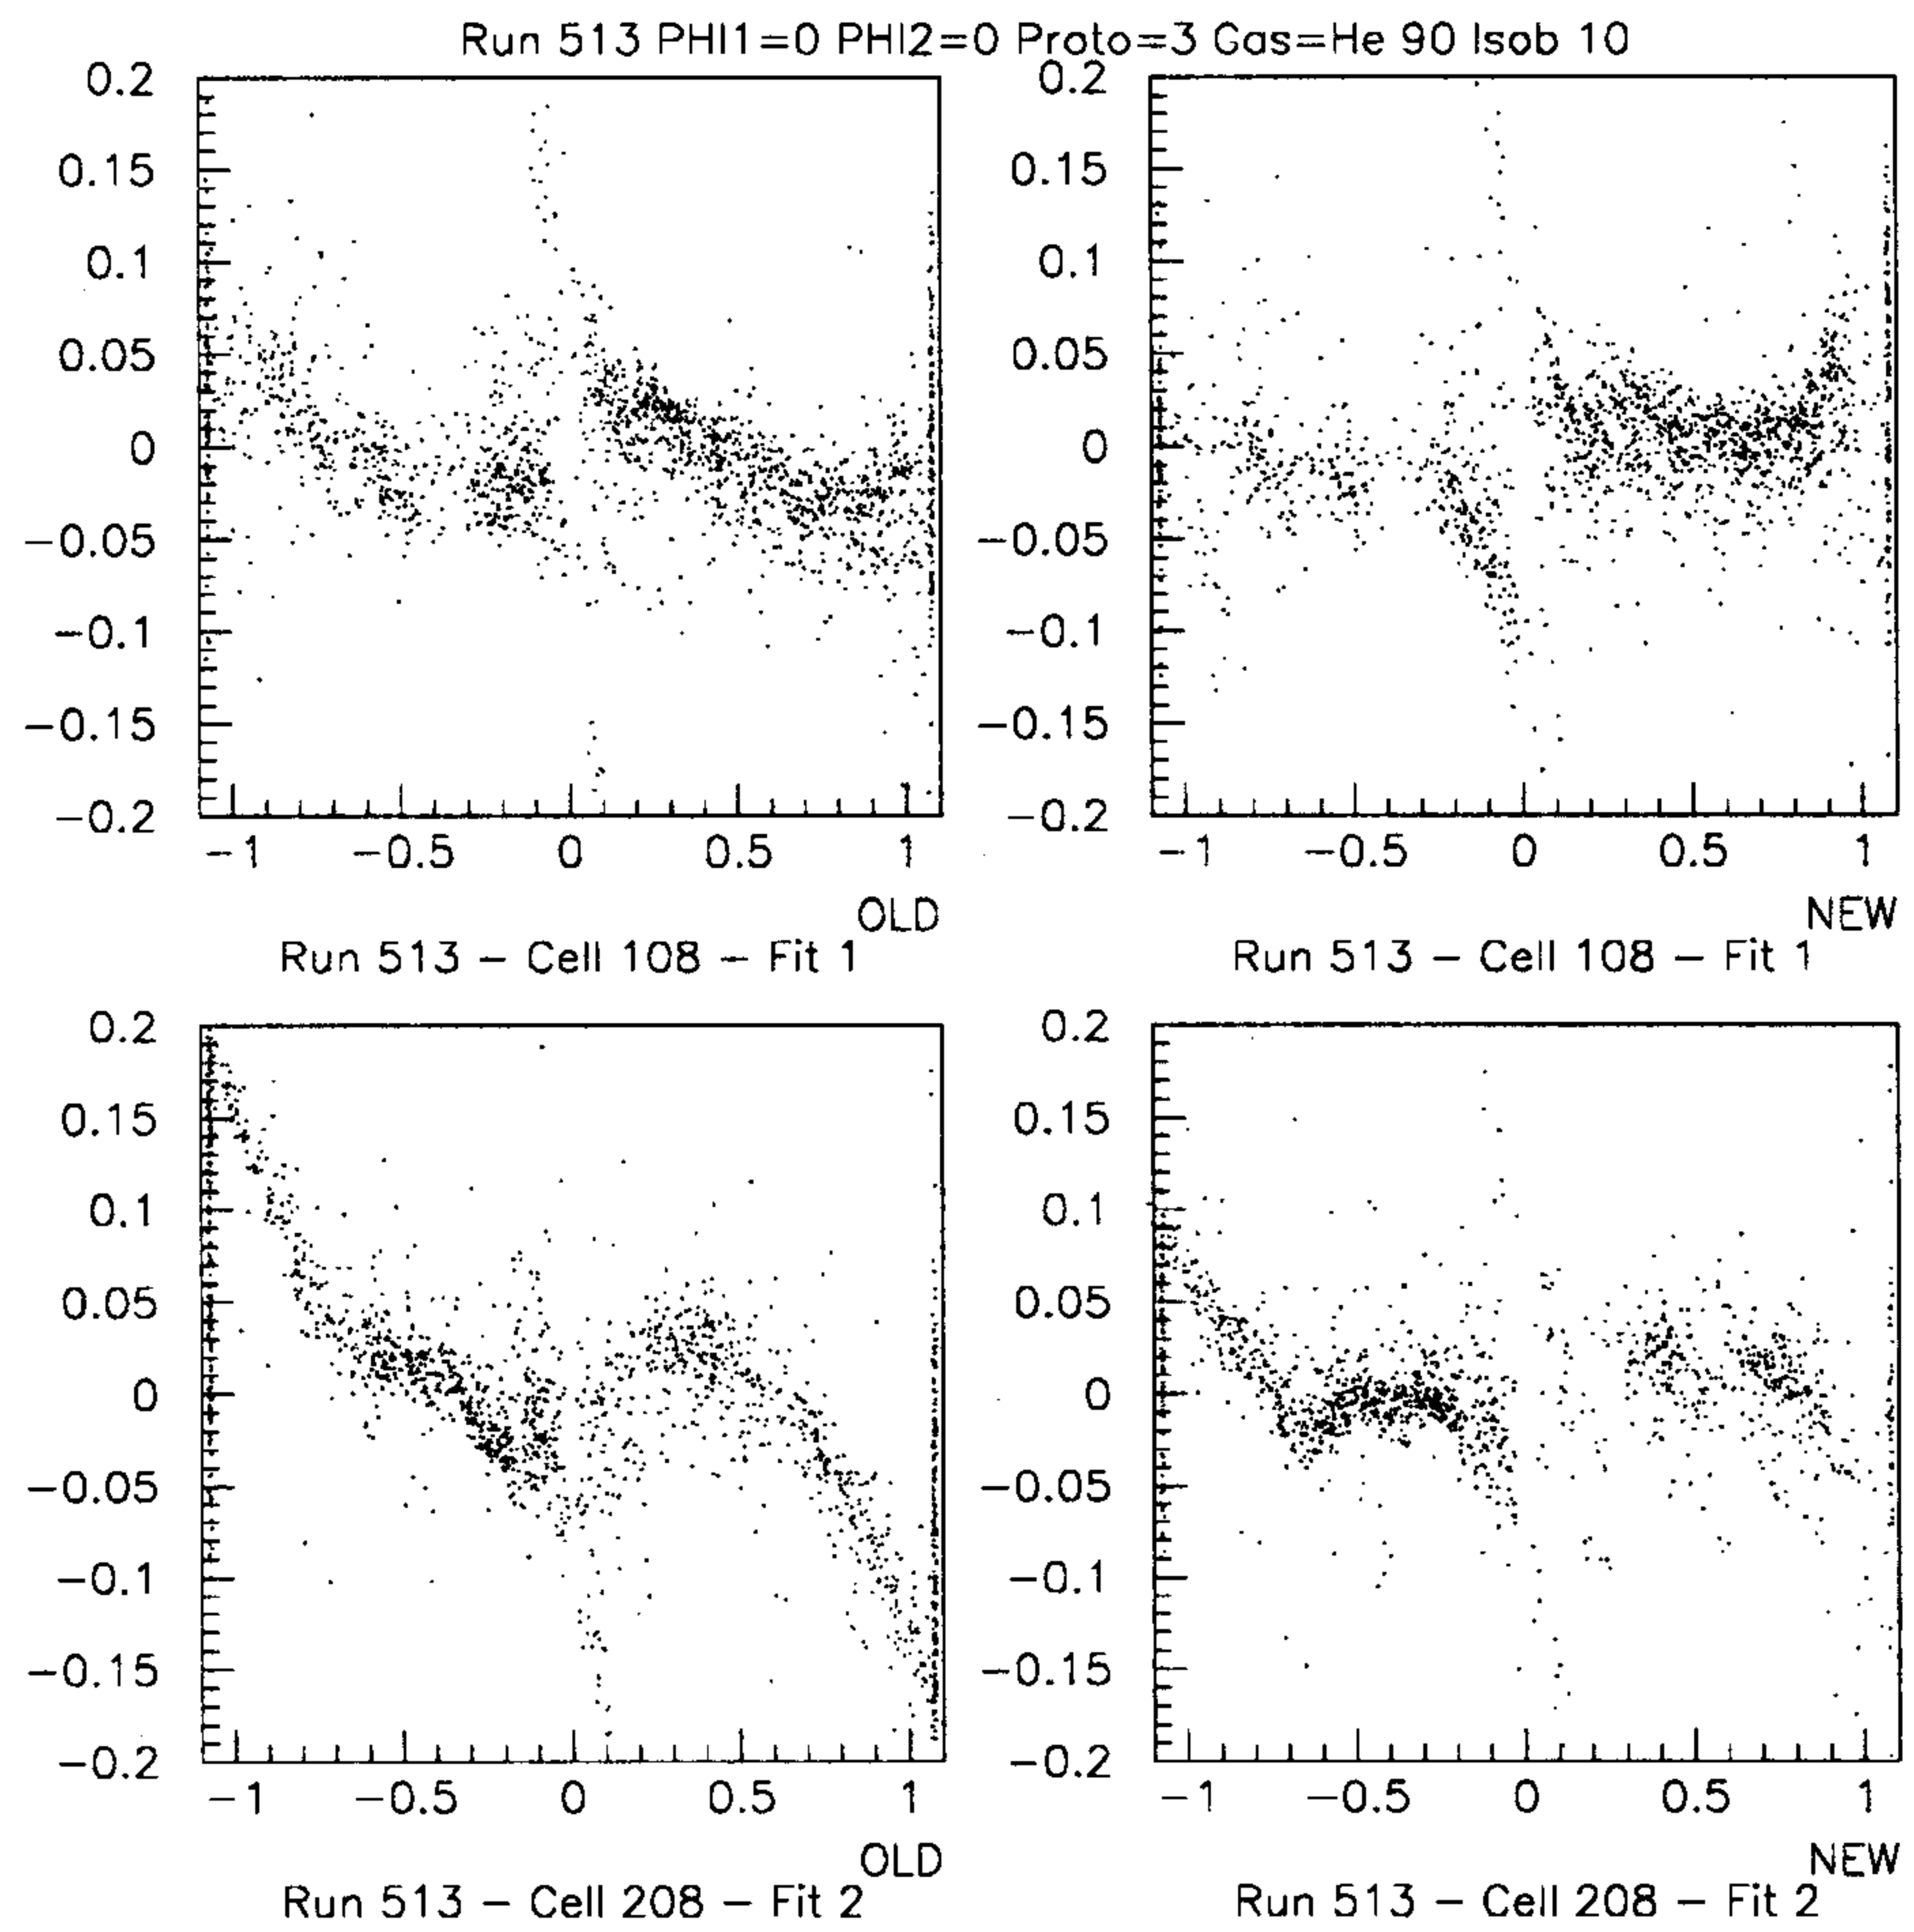 Run 513 PHI1=0 PHI2=0 Proto=3 Gas=He 90 Isob 10
0.2
0.15
0.1
0.05
0
−0.05
−0.1
−0.15
−0.2
−1 −0.5 0 0.5 1
OLD
Run 513 − Cell 108 − Fit 1
0.2
0.15
0.1
0.05
0
−0.05
−0.1
−0.15
−0.2
−1 −0.5 0 0.5 1
NEW
Run 513 − Cell 108 − Fit 1
0.2
0.15
0.1
0.05
0
−0.05
−0.1
−0.15
−0.2
−1 −0.5 0 0.5 1
OLD
Run 513 − Cell 208 − Fit 2
0.2
0.15
0.1
0.05
0
−0.05
−0.1
−0.15
−0.2
−1 −0.5 0 0.5 1
NEW
Run 513 − Cell 208 − Fit 2